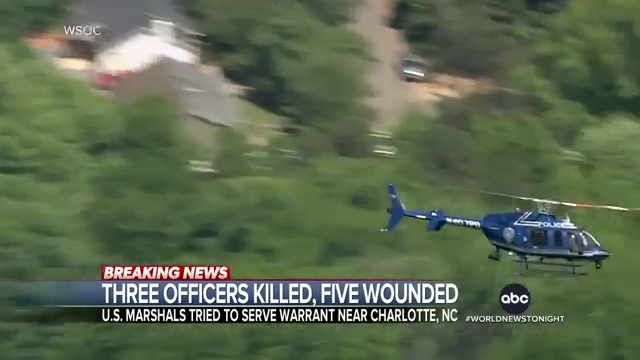 WSOC
N407PD
POLICE
BREAKING NEWS
THREE OFFICERS KILLED, FIVE WOUNDED
U.S. MARSHALS TRIED TO SERVE WARRANT NEAR CHARLOTTE, NC
abc
#WORLDNEWSTONIGHT